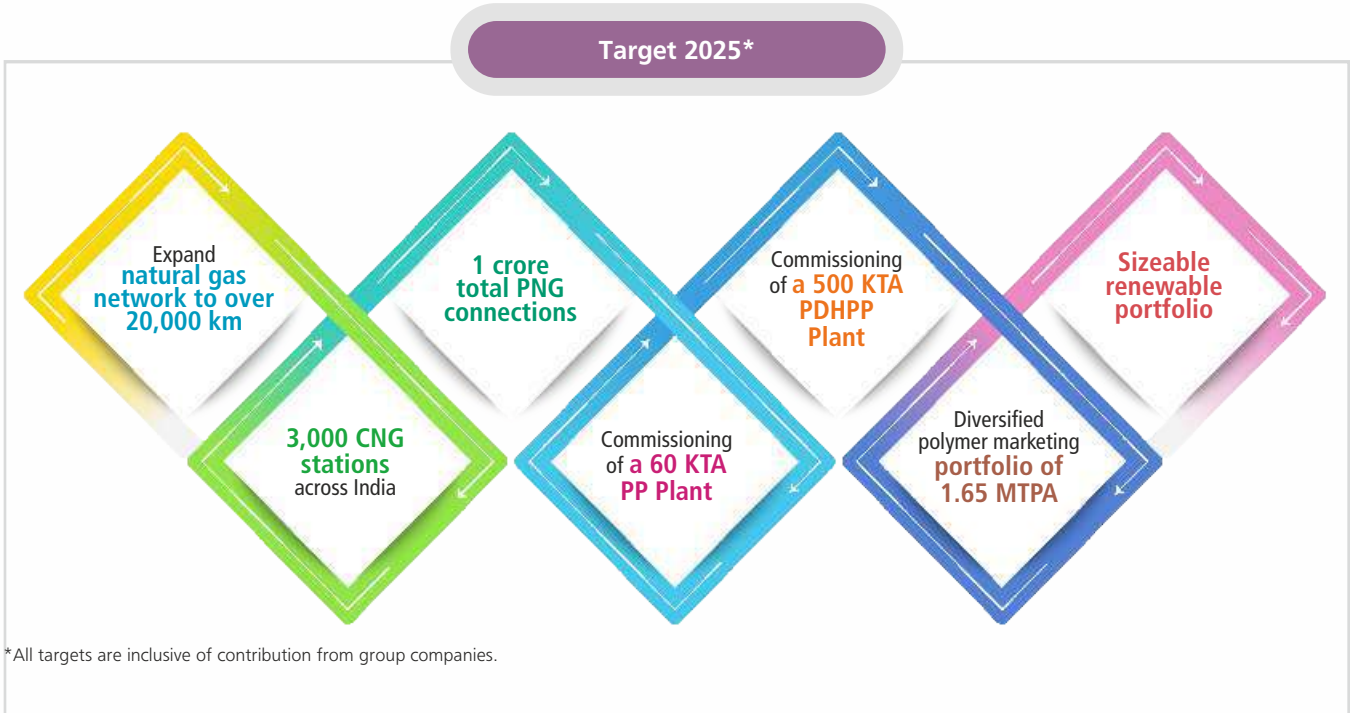 Target 2025*
Expand
natural gas
network to over
20,000 km
3,000 CNG
stations
across India
1 crore
total PNG
connections
Commissioning
of a 60 KTA
PP Plant
Commissioning
of a 500 KTA
PDHPP
Plant
Diversified
polymer marketing
portfolio of
1.65 MTPA
Sizeable
renewable
portfolio
*All targets are inclusive of contribution from group companies.